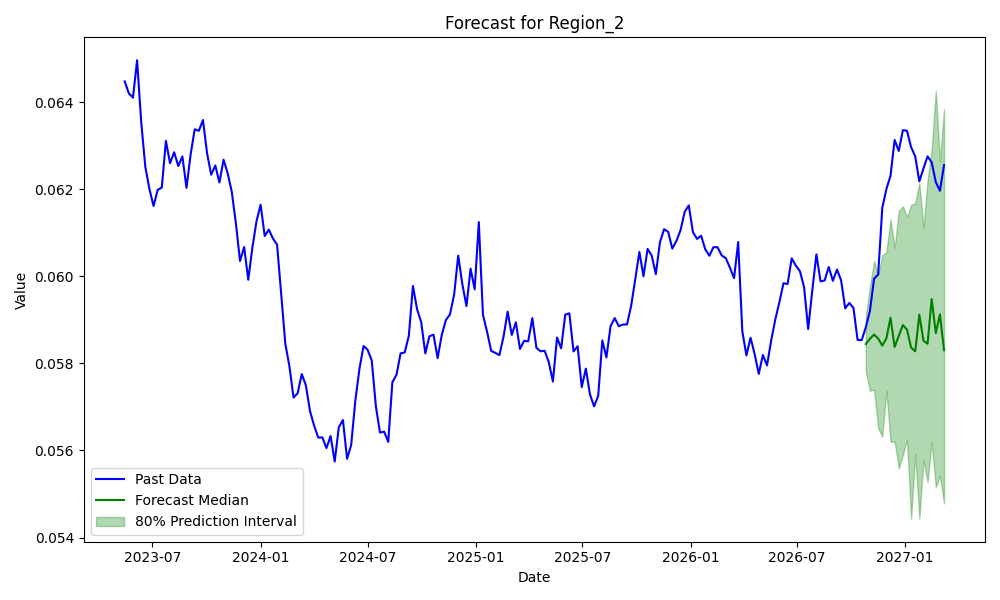 Forecast for Region_2
Value
0.064
0.062
0.060
0.058
0.056
0.054
Past Data
Forecast Median
80% Prediction Interval
2023-07
2024-01
2024-07
2025-01
2025-07
2026-01
2026-07
2027-01
Date